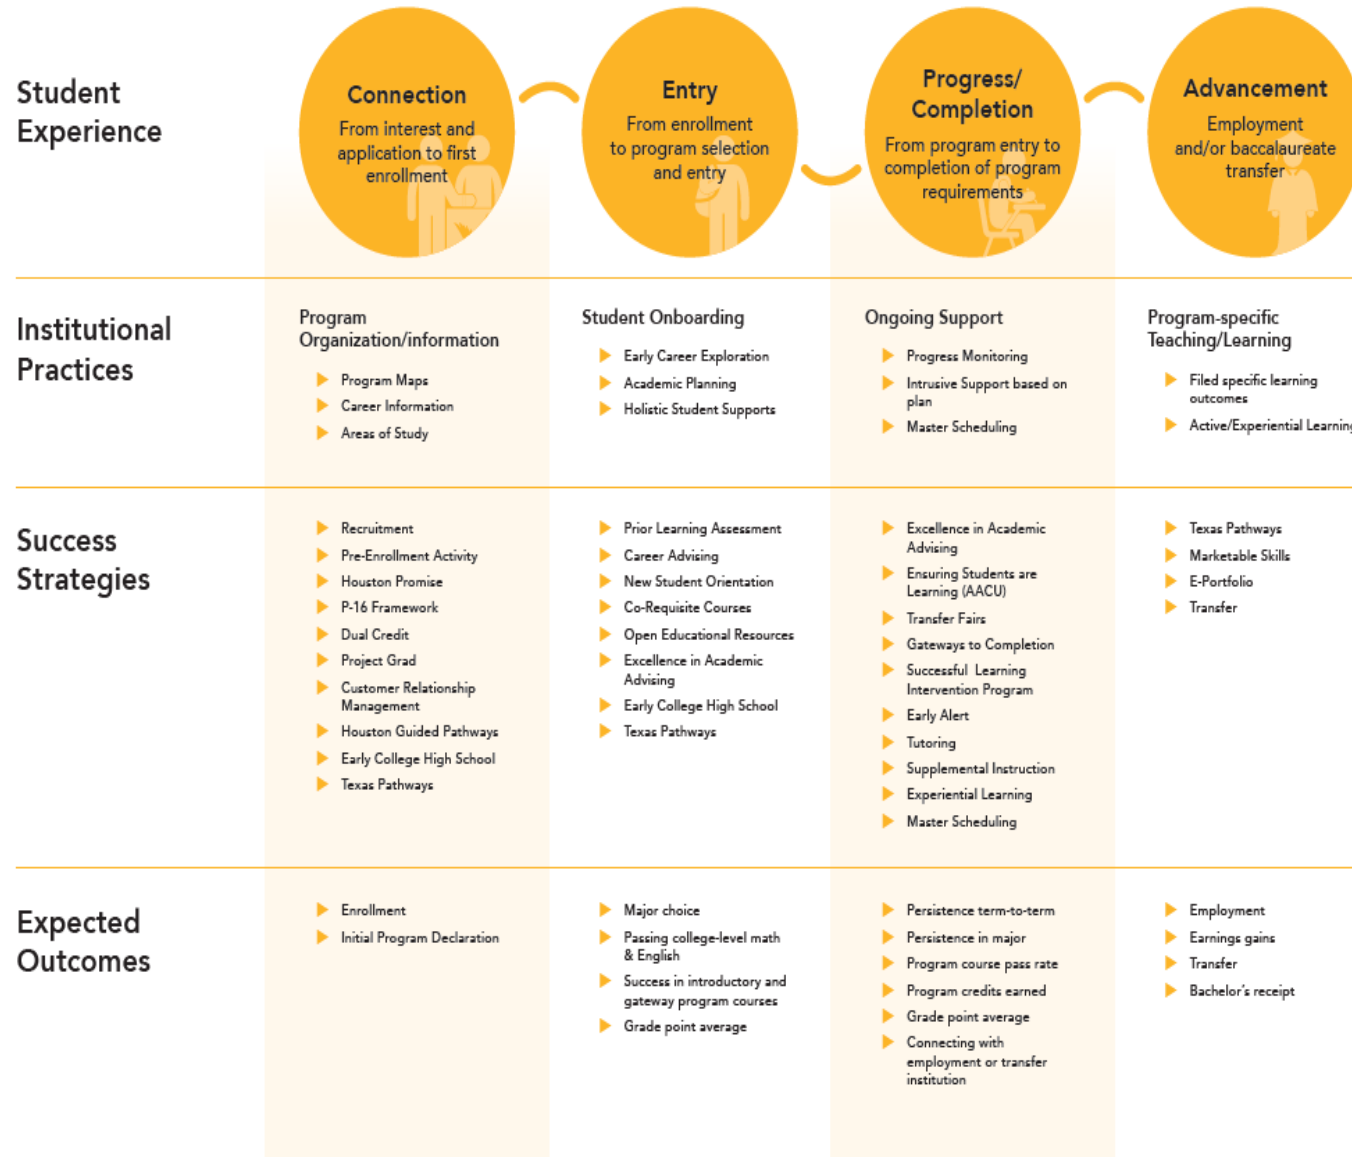 Student
Experience
Connection
From interest and
application to first
enrollment
Entry
From enrollment
to program selection
and entry
Progress/
Completion
From program entry to
completion of program
requirements
Advancement
Employment
and/or baccalaureate
transfer
Institutional
Practices
Program
Organization/information
Program Maps
Career Information
Areas of Study
Student Onboarding
Early Career Exploration
Academic Planning
Holistic Student Supports
Ongoing Support
Progress Monitoring
Intrusive Support based on
plan
Master Scheduling
Program-specific
Teaching/Learning
Filed specific learning
outcomes
Active/Experiential Learning
Success
Strategies
Recruitment
Pre-Enrollment Activity
Houston Promise
P-16 Framework
Dual Credit
Project Grad
Customer Relationship
Management
Houston Guided Pathways
Early College High School
Texas Pathways
Prior Learning Assessment
Career Advising
New Student Orientation
Co-Requisite Courses
Open Educational Resources
Excellence in Academic
Advising
Early College High School
Texas Pathways
Excellence in Academic
Advising
Ensuring Students are
Learning (AACU)
Transfer Fairs
Gateways to Completion
Successful Learning
Intervention Program
Early Alert
Tutoring
Supplemental Instruction
Experiential Learning
Master Scheduling
Texas Pathways
Marketable Skills
E-Portfolio
Transfer
Expected
Outcomes
Enrollment
Initial Program Declaration
Major choice
Passing college-level math
& English
Success in introductory and
gateway program courses
Grade point average
Persistence term-to-term
Persistence in major
Program course pass rate
Program credits earned
Grade point average
Connecting with
employment or transfer
institution
Employment
Earnings gains
Transfer
Bachelor's receipt